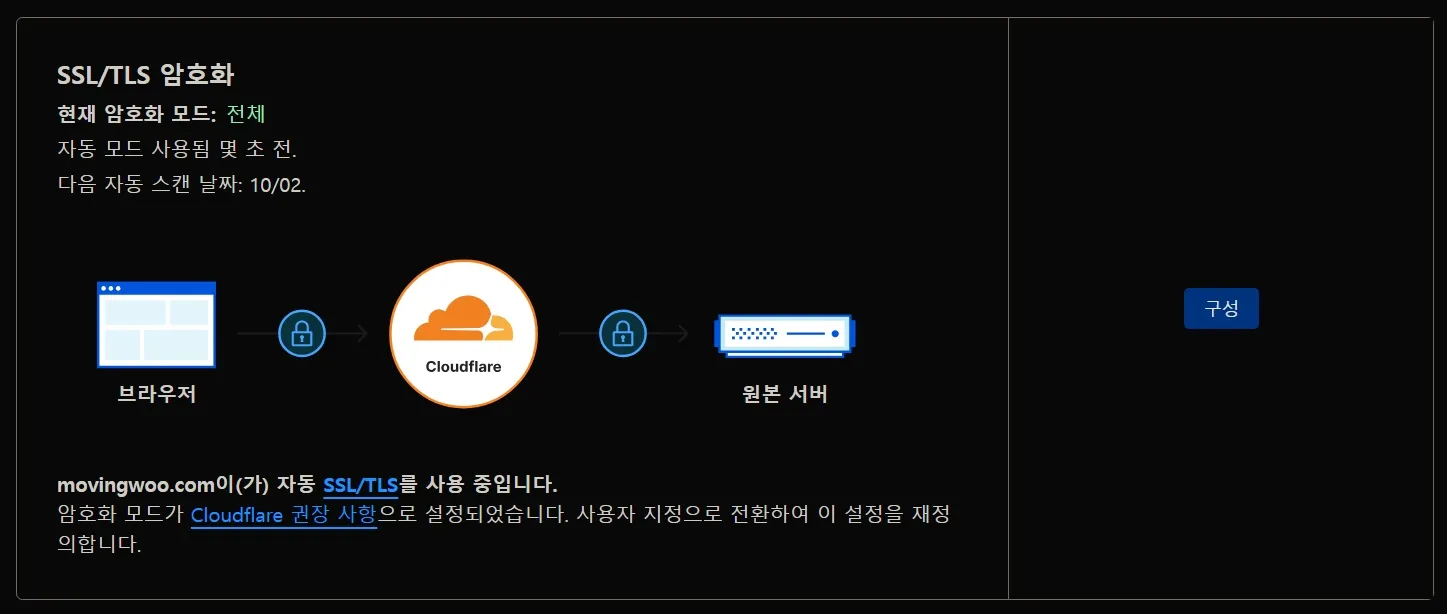 SSL/TLS 암호화
현재 암호화 모드: 전체
자동 모드 사용됨 몇 초 전.
다음 자동 스캔 날짜: 10/02.
Cloudflare
브라우저
원본 서버
movingwoo.com이(가) 자동 SSL/TLS를 사용 중입니다.
암호화 모드가 Cloudflare 권장 사항으로 설정되었습니다. 사용자 지정으로 전환하여 이 설정을 재정
의합니다.
구성